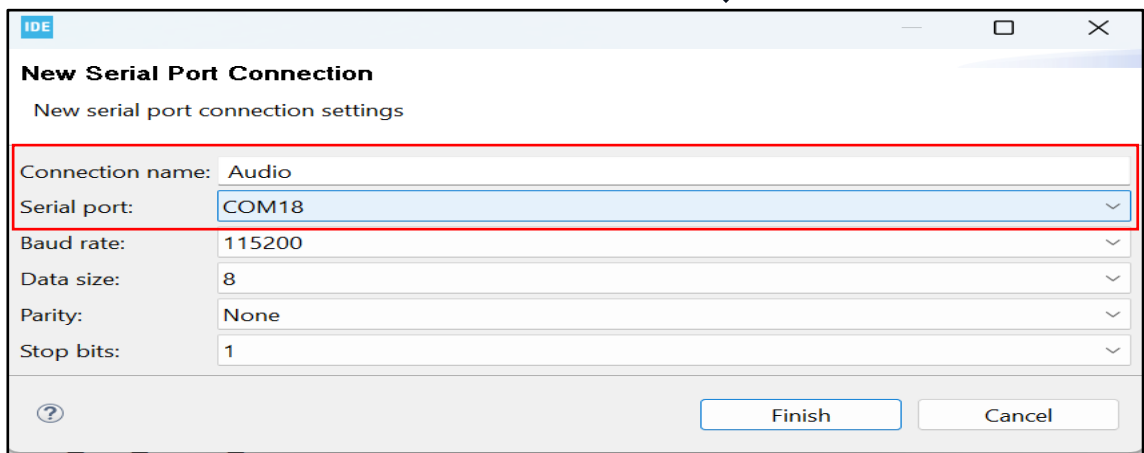 IDE
New Serial Port Connection
New serial port connection settings
Connection name: Audio
Serial port: COM18
Baud rate: 115200
Data size: 8
Parity: None
Stop bits: 1
? Finish Cancel